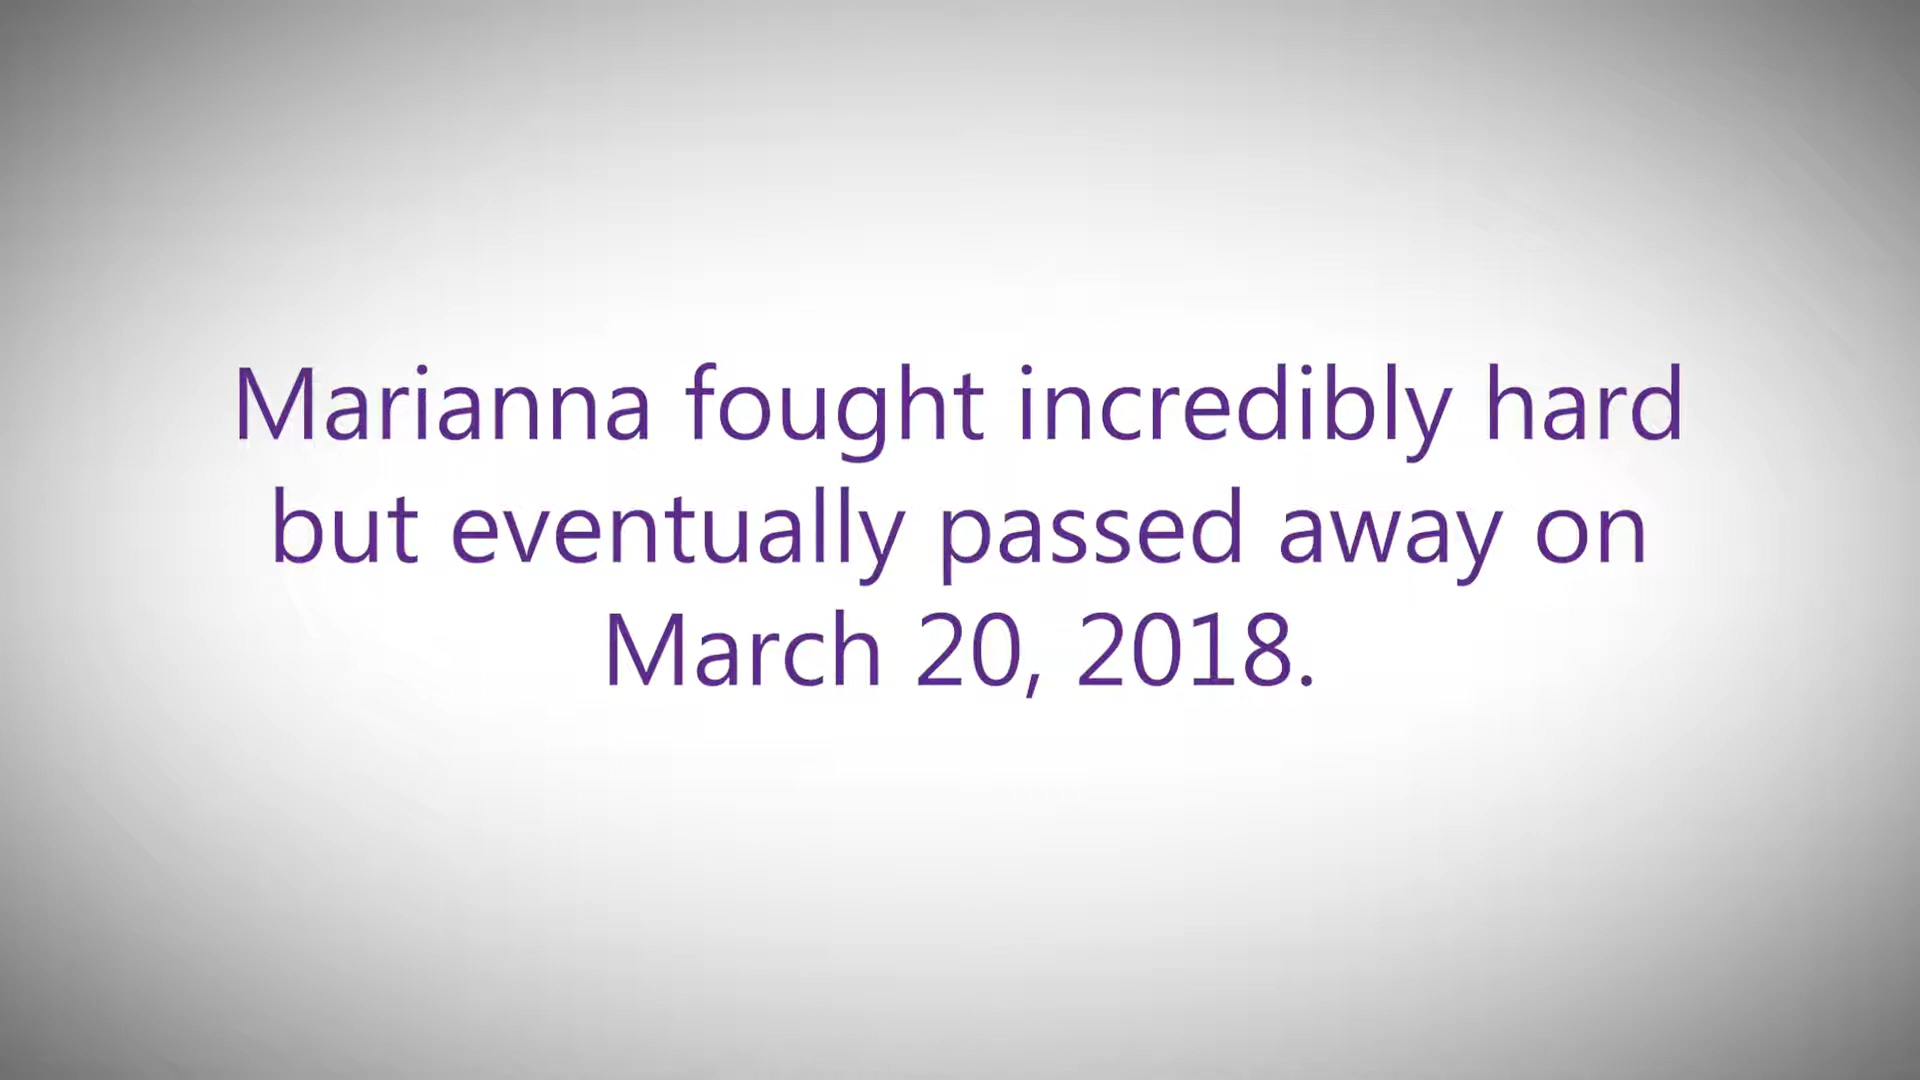 Marianna fought incredibly hard
but eventually passed away on
March 20, 2018.